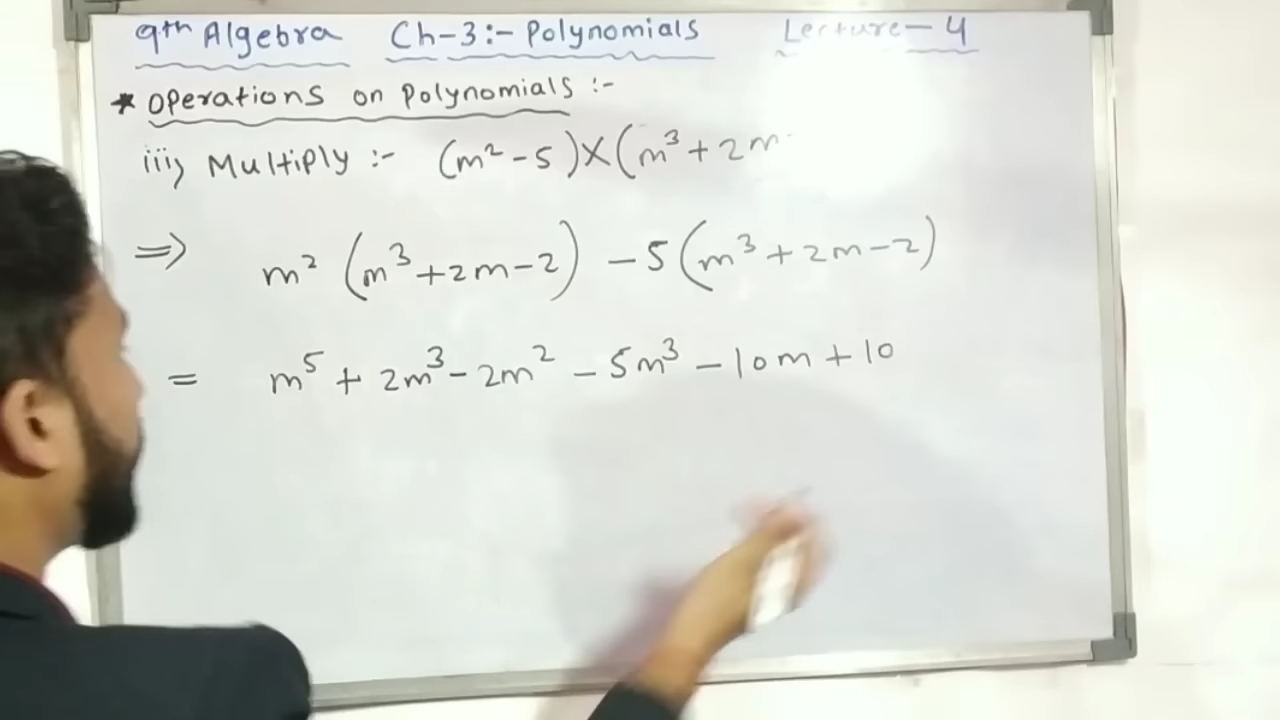 9th Algebra Ch-3:- Polynomials Lecture-4
* Operations on Polynomials :-
iii) Multiply :- (m²-5)×(m³+2m
⇒ m² (m³+2m-2) -5(m³+2m-2)
= m⁵ + 2m³ - 2m² - 5m³ - 10m + 10